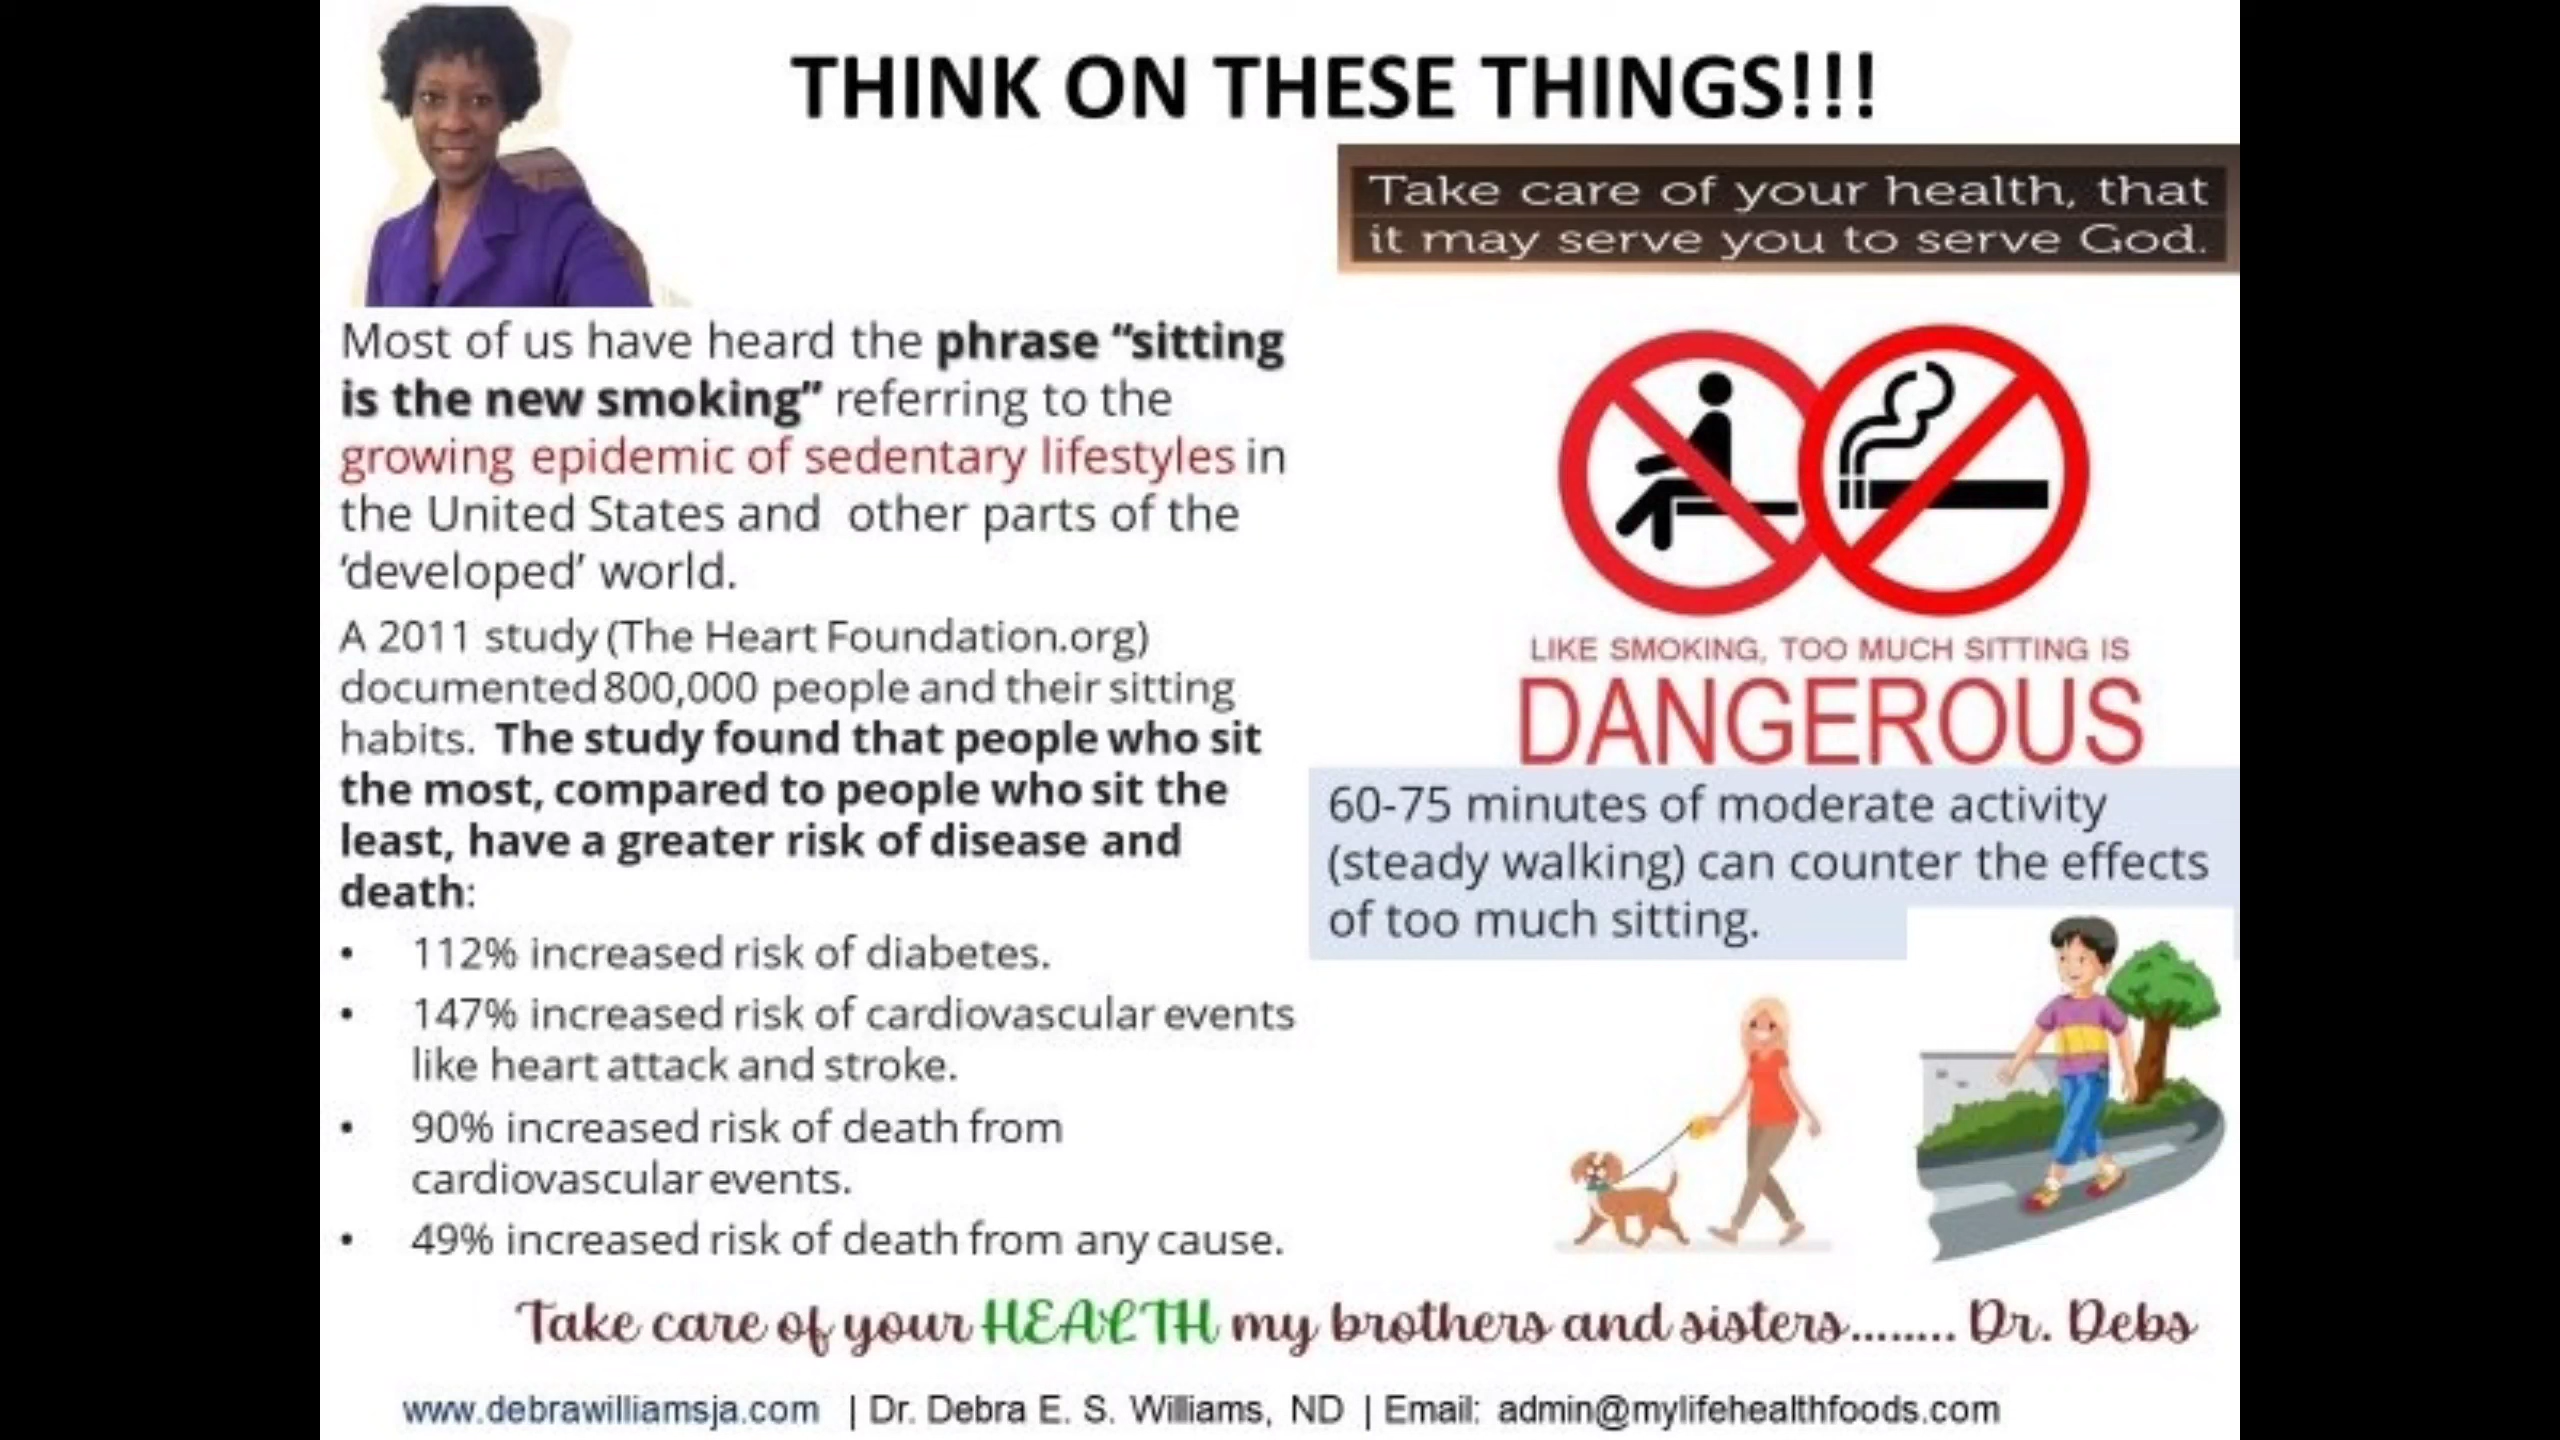 THINK ON THESE THINGS!!!
Take care of your health, that
it may serve you to serve God.
Most of us have heard the phrase “sitting
is the new smoking” referring to the
growing epidemic of sedentary lifestyles in
the United States and other parts of the
‘developed’ world.
A 2011 study (The Heart Foundation.org)
documented 800,000 people and their sitting
habits. The study found that people who sit
the most, compared to people who sit the
least, have a greater risk of disease and
death:
• 112% increased risk of diabetes.
• 147% increased risk of cardiovascular events
like heart attack and stroke.
• 90% increased risk of death from
cardiovascular events.
• 49% increased risk of death from any cause.
LIKE SMOKING, TOO MUCH SITTING IS
DANGEROUS
60-75 minutes of moderate activity
(steady walking) can counter the effects
of too much sitting.
Take care of your HEALTH my brothers and sisters........ Dr. Debs
www.debrawilliamsja.com | Dr. Debra E. S. Williams, ND | Email: admin@mylifehealthfoods.com